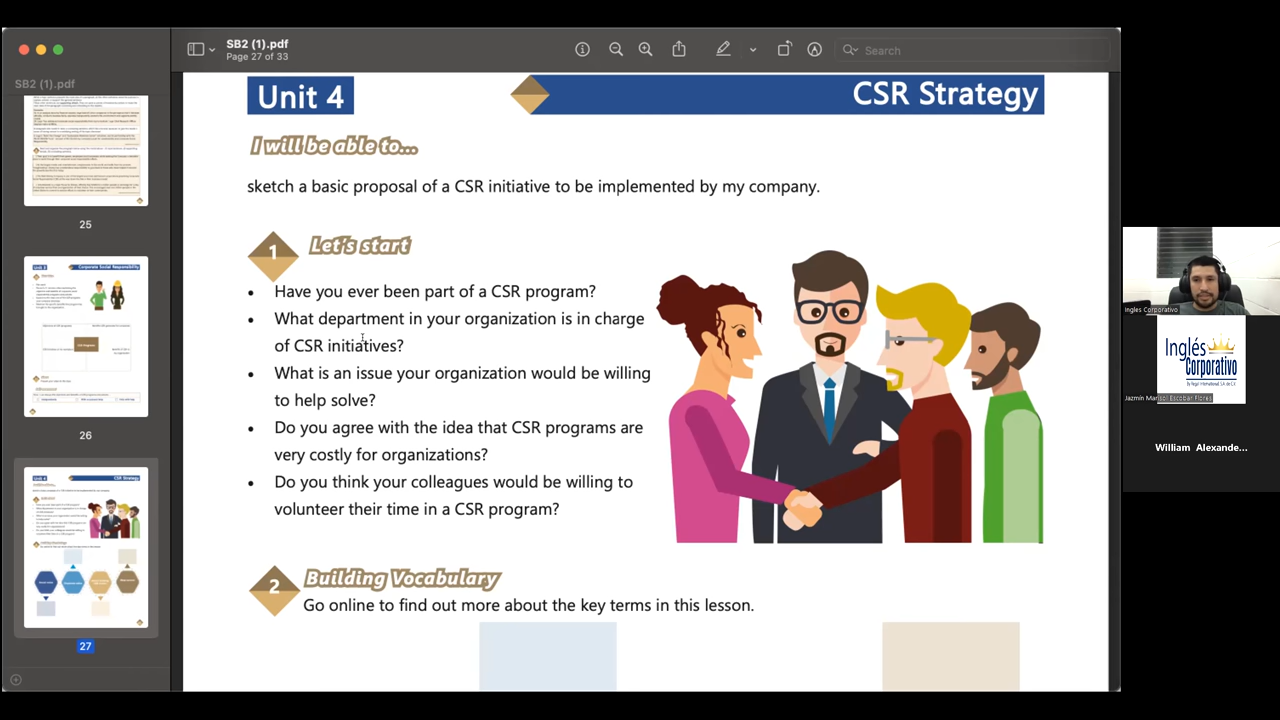 SB2 (1).pdf
Page 27 of 33
Search
SB2 (1).pdf
25
26
27
Unit 4
CSR Strategy
I will be able to...
sketch a basic proposal of a CSR initiative to be implemented by my company.
1
Let's start
• Have you ever been part of a CSR program?
• What department in your organization is in charge
of CSR initiatives?
• What is an issue your organization would be willing
to help solve?
• Do you agree with the idea that CSR programs are
very costly for organizations?
• Do you think your colleagues would be willing to
volunteer their time in a CSR program?
2
Building Vocabulary
Go online to find out more about the key terms in this lesson.
Ingles Corporativo
Inglés
Corporativo
Jazmín Marisol Escobar Flores
William Alexande...